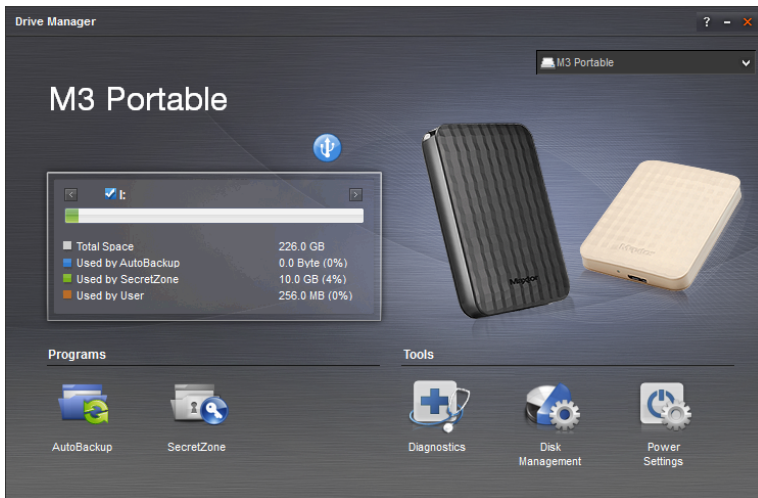 Drive Manager
? – ×
M3 Portable
M3 Portable
I:
Total Space 226.0 GB
Used by AutoBackup 0.0 Byte (0%)
Used by SecretZone 10.0 GB (4%)
Used by User 256.0 MB (0%)
Maxtor
Maxtor
Programs
Tools
AutoBackup
SecretZone
Diagnostics
Disk
Management
Power
Settings